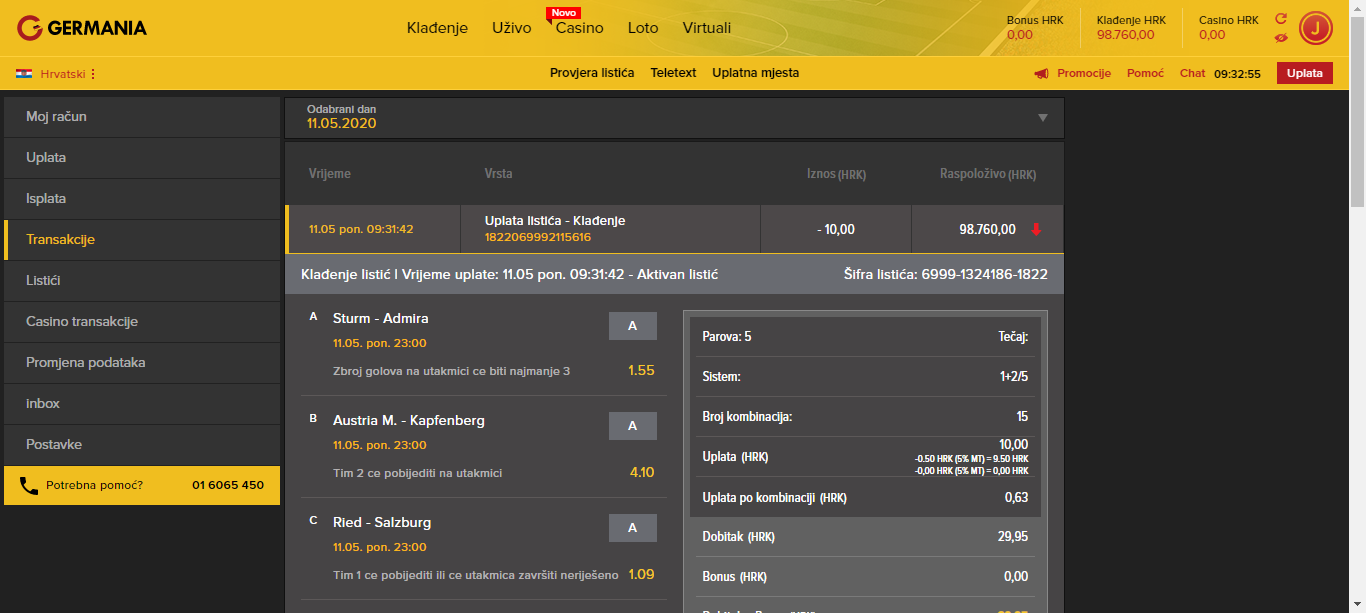 GERMANIA
Klađenje Uživo Novo Casino Loto Virtuali
Bonus HRK Klađenje HRK Casino HRK
0,00 98.760,00 0,00
J
Hrvatski
Provjera listića Teletext Uplatna mjesta
Promocije Pomoć Chat 09:32:55 Uplata
Moj račun
Uplata
Isplata
Transakcije
Listići
Casino transakcije
Promjena podataka
inbox
Postavke
Potrebna pomoć? 01 6065 450
Odabrani dan
11.05.2020
Vrijeme Vrsta Iznos (HRK) Raspoloživo (HRK)
11.05 pon. 09:31:42
Uplata listića - Klađenje
1822069992115616
- 10,00 98.760,00
Klađenje listić | Vrijeme uplate: 11.05 pon. 09:31:42 - Aktivan listić Šifra listića: 6999-1324186-1822
A Sturm - Admira A
11.05. pon. 23:00
Zbroj golova na utakmici ce biti najmanje 3 1.55
B Austria M. - Kapfenberg A
11.05. pon. 23:00
Tim 2 ce pobijediti na utakmici 4.10
C Ried - Salzburg A
11.05. pon. 23:00
Tim 1 ce pobijediti ili ce utakmica završiti neriješeno 1.09
Parova: 5 Tečaj:
Sistem: 1+2/5
Broj kombinacija: 15
Uplata (HRK) 10,00
-0.50 HRK (5% MT) = 9.50 HRK
-0,00 HRK (5% MT) = 0,00 HRK
Uplata po kombinaciji (HRK) 0,63
Dobitak (HRK) 29,95
Bonus (HRK) 0,00